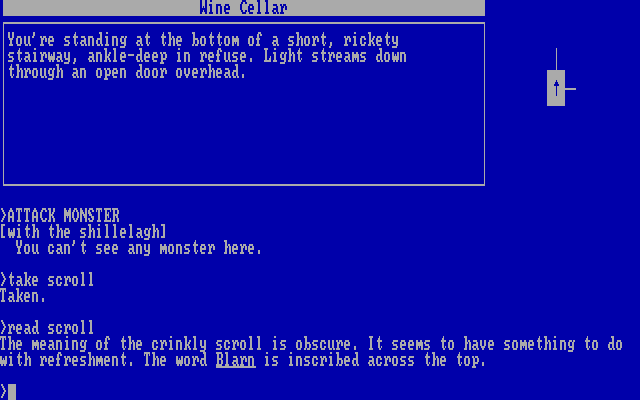 Wine Cellar
You're standing at the bottom of a short, rickety
stairway, ankle-deep in refuse. Light streams down
through an open door overhead.
>ATTACK MONSTER
[with the shillelagh]
You can't see any monster here.
>take scroll
Taken.
>read scroll
The meaning of the crinkly scroll is obscure. It seems to have something to do
with refreshment. The word Blarn is inscribed across the top.
>